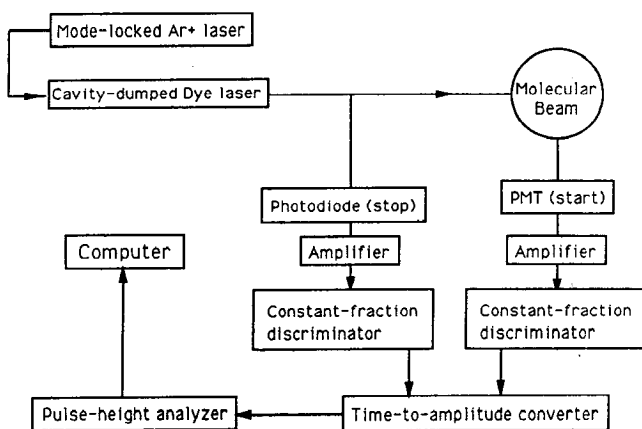 Mode-locked Ar+ laser
Cavity-dumped Dye laser
Molecular
Beam
Photodiode (stop)
PMT (start)
Computer
Amplifier
Amplifier
Constant-fraction
discriminator
Constant-fraction
discriminator
Pulse-height analyzer
Time-to-amplitude converter